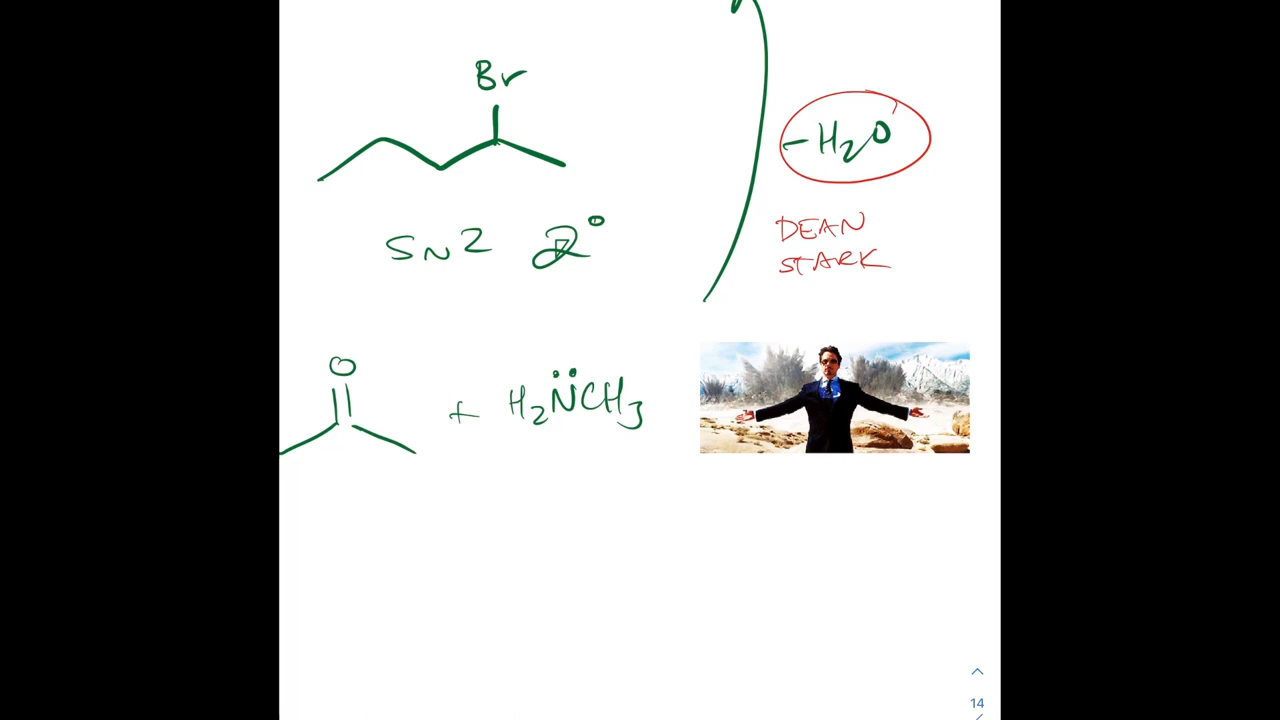 Br
-H2O
SN2 2°
DEAN
STARK
O
+ H2N̈CH3
14